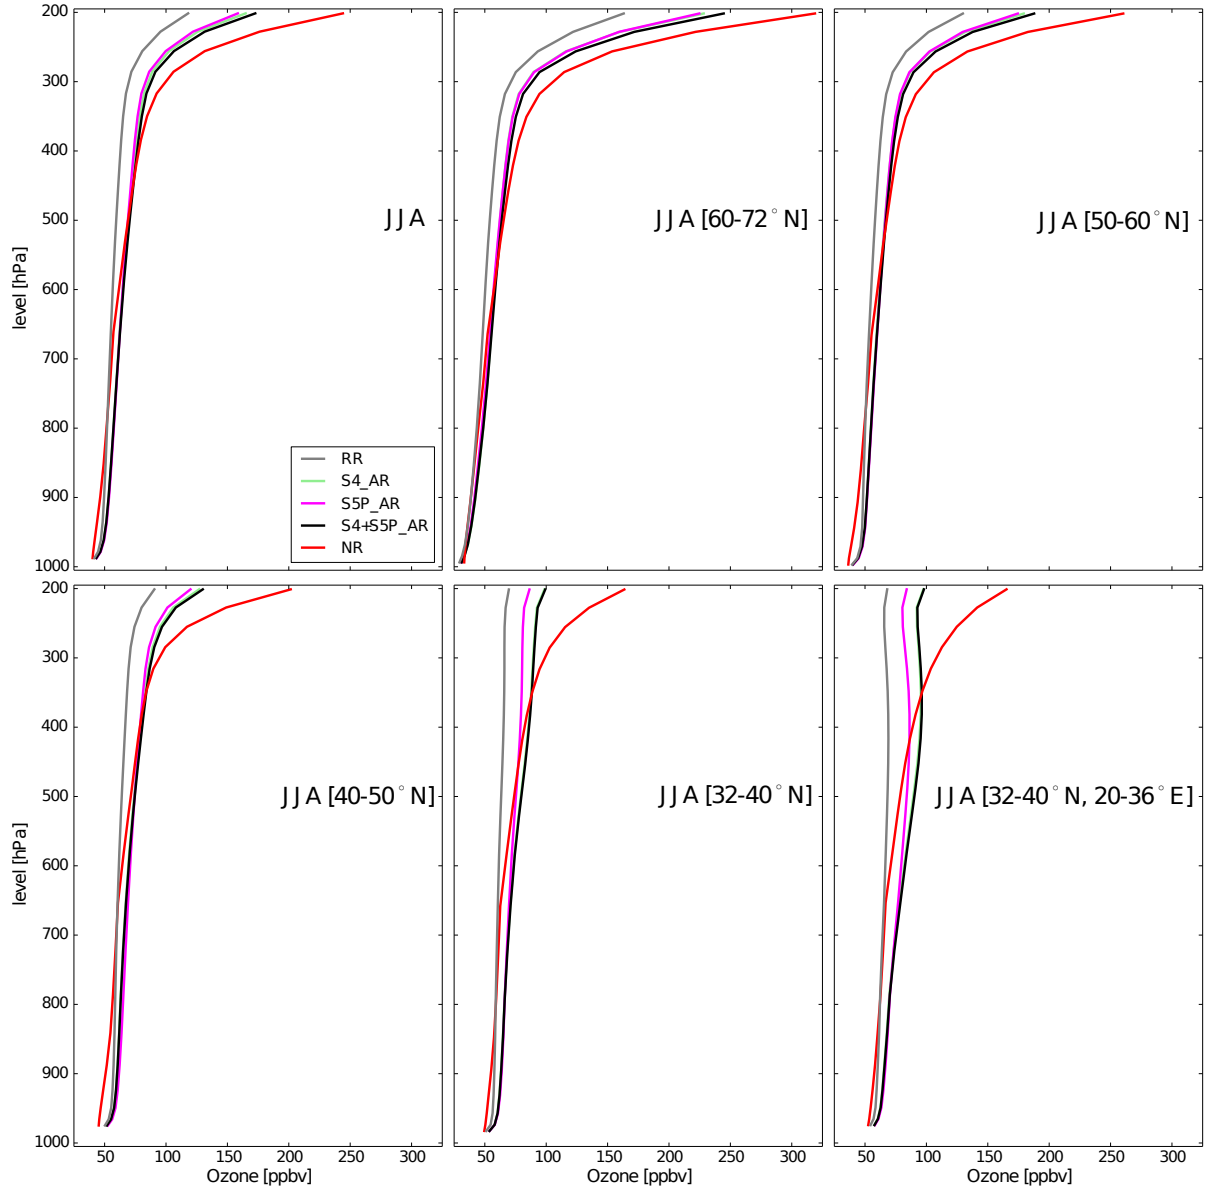 200
300
400
500
600
700
800
900
1000
level [hPa]
JJA
RR
S4_AR
S5P_AR
S4+S5P_AR
NR
JJA [60-72°N]
JJA [50-60°N]
200
300
400
500
600
700
800
900
1000
level [hPa]
JJA [40-50°N]
JJA [32-40°N]
JJA [32-40°N, 20-36°E]
50 100 150 200 250 300
Ozone [ppbv]
50 100 150 200 250 300
Ozone [ppbv]
50 100 150 200 250 300
Ozone [ppbv]